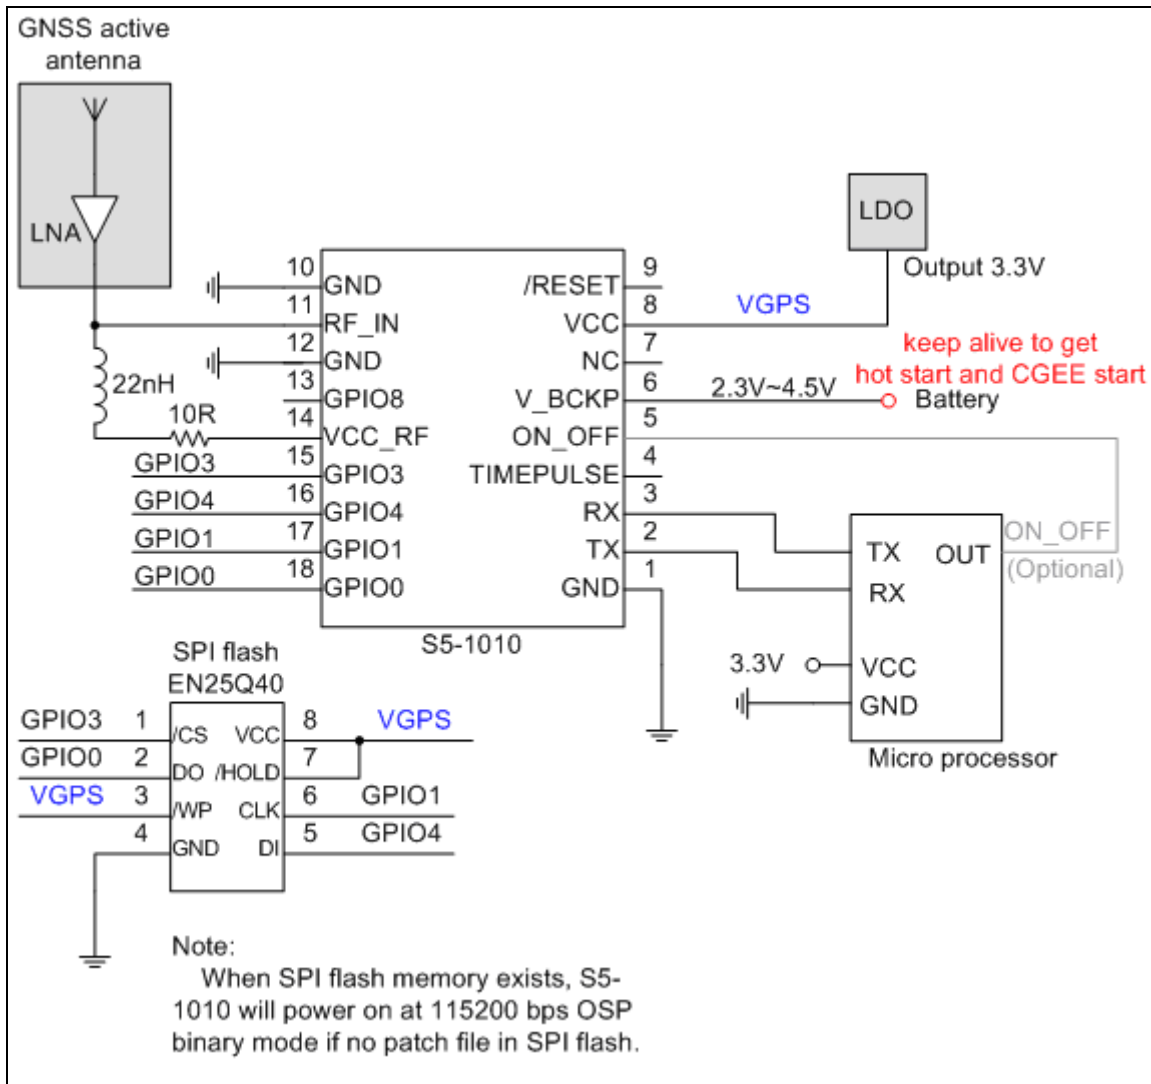 GNSS active
antenna
LNA
22nH
10R
LDO
Output 3.3V
VGPS
keep alive to get
hot start and CGEE start
2.3V~4.5V
Battery
10
GND
11
RF_IN
12
GND
13
GPIO8
14
VCC_RF
GPIO3
15
GPIO3
GPIO4
16
GPIO4
GPIO1
17
GPIO1
GPIO0
18
GPIO0
9
/RESET
8
VCC
7
NC
6
V_BCKP
5
ON_OFF
4
TIMEPULSE
3
RX
2
TX
1
GND
S5-1010
TX
OUT
RX
VCC
GND
3.3V
ON_OFF
(Optional)
Micro processor
SPI flash
EN25Q40
GPIO3
1
/CS
GPIO0
2
DO
VGPS
3
/WP
4
GND
VCC
8
VGPS
/HOLD
7
CLK
6
GPIO1
DI
5
GPIO4
Note:
When SPI flash memory exists, S5-
1010 will power on at 115200 bps OSP
binary mode if no patch file in SPI flash.